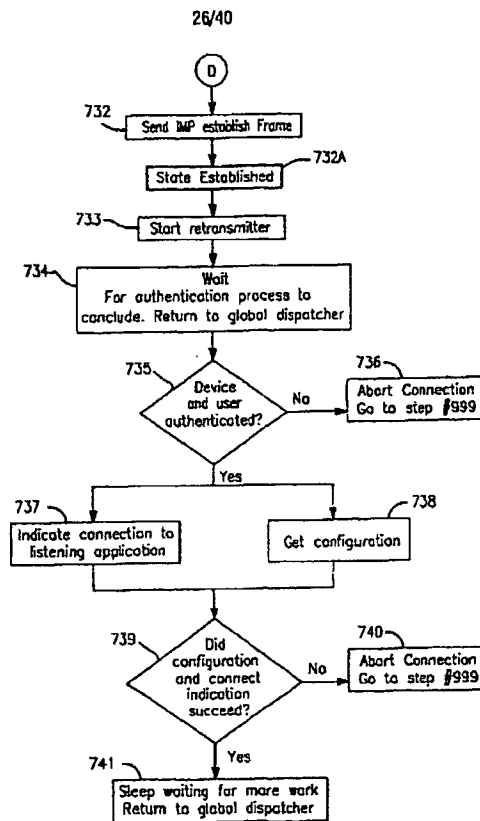 26/40
D
732
Send IMP establish Frame
732A
State Established
733
Start retransmitter
734
Wait
For authentication process to
conclude. Return to global dispatcher
735
Device
and user
authenticated?
No
736
Abort Connection
Go to step #999
Yes
737
Indicate connection to
listening application
738
Get configuration
739
Did
configuration
and connect
indication
succeed?
No
740
Abort Connection
Go to step #999
Yes
741
Sleep waiting for more work
Return to global dispatcher